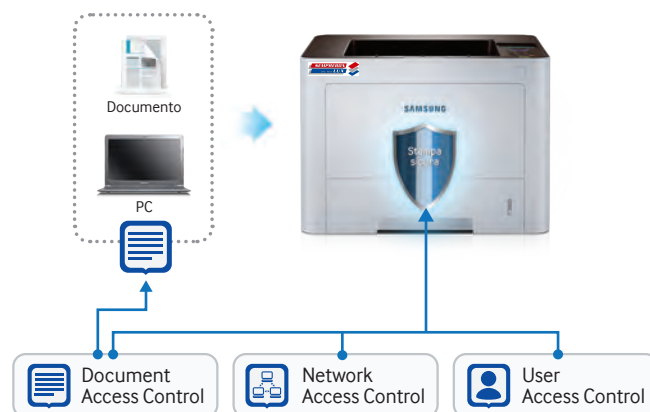 Documento
SAMSUNG
Stampa
sicura
PC
Document
Access Control
Network
Access Control
User
Access Control